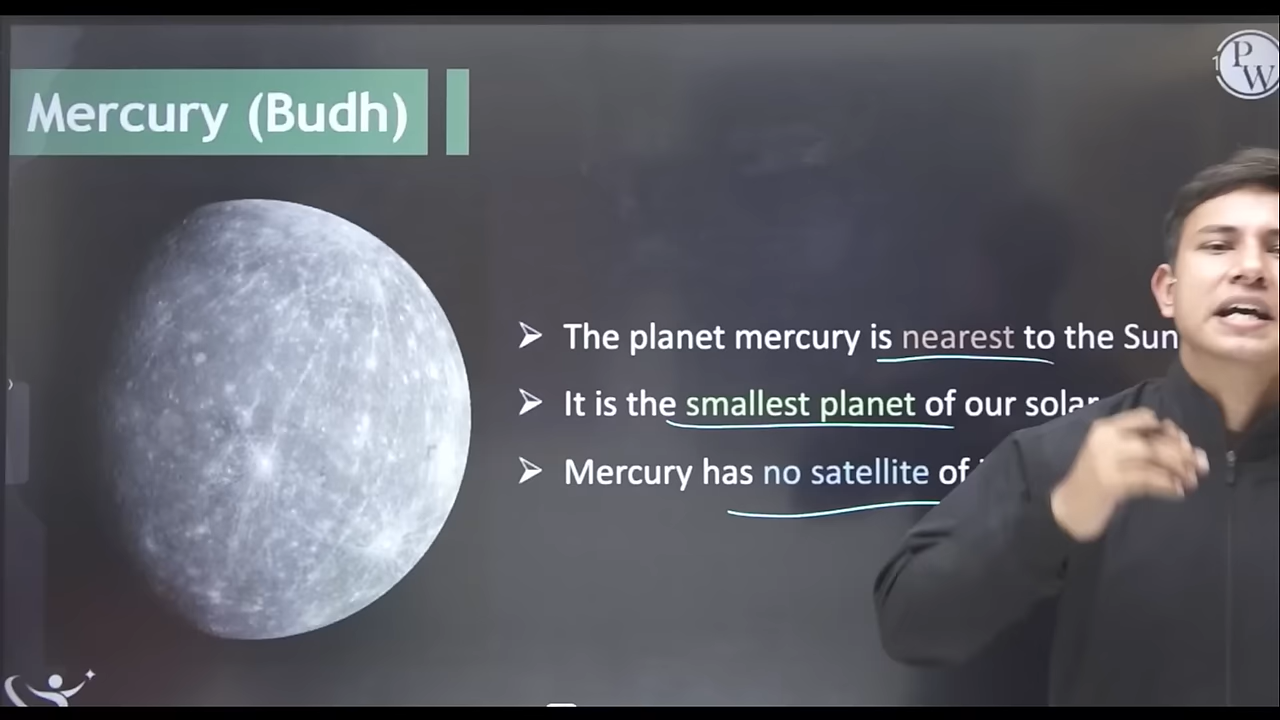 PW
Mercury (Budh)
➢ The planet mercury is nearest to the Sun
➢ It is the smallest planet of our solar
➢ Mercury has no satellite of